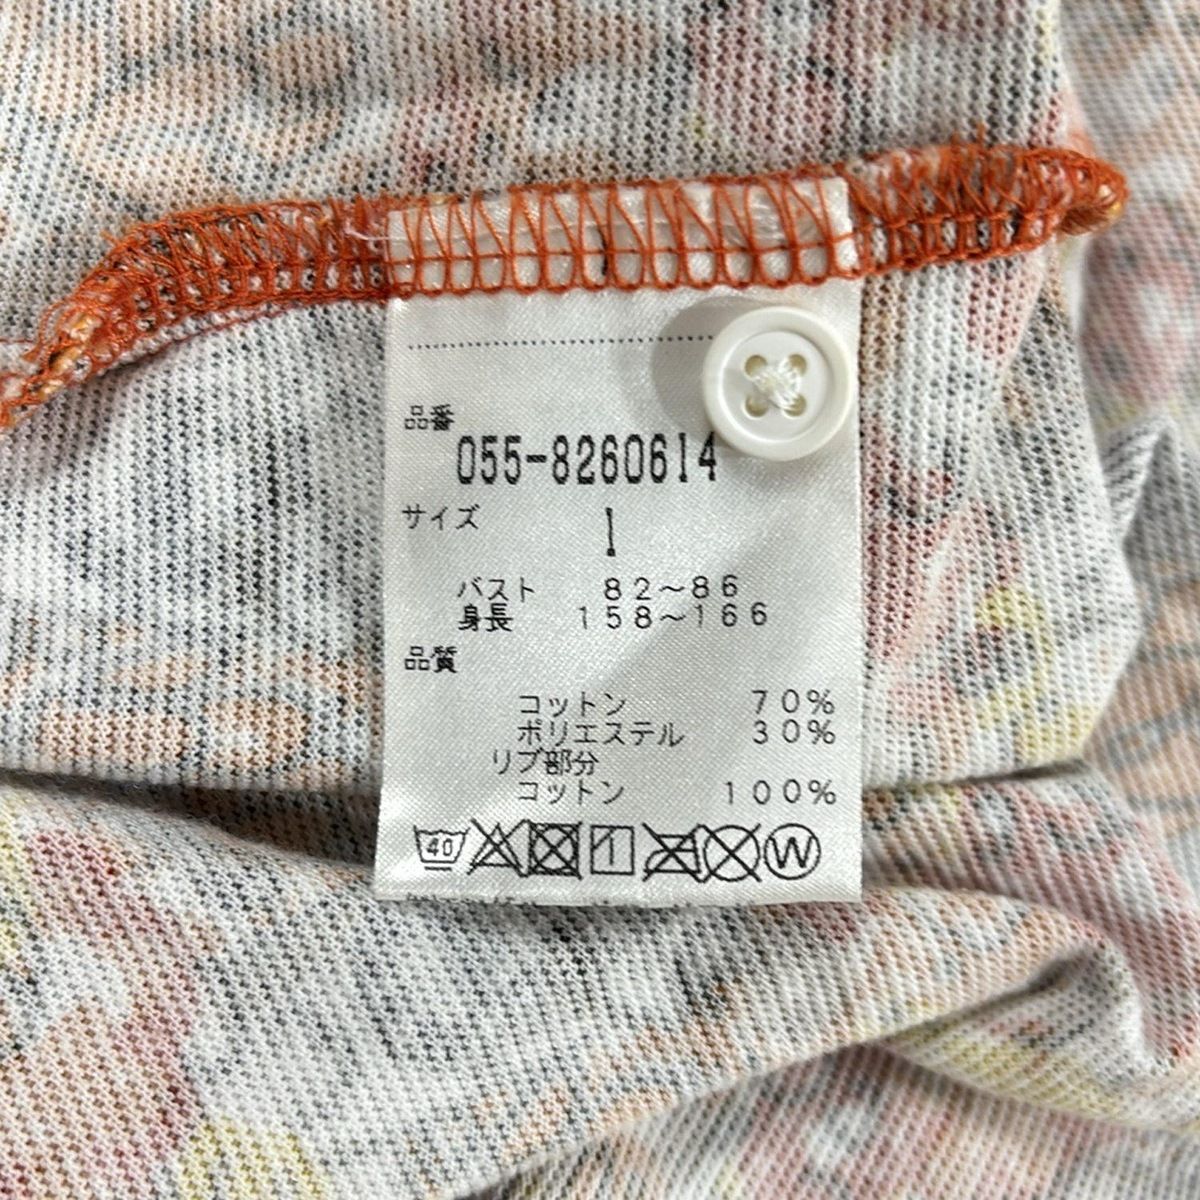 品番
055-8260614
サイズ 1
バスト 82～86
身長 158～166
品質
コットン 70%
ポリエステル 30%
リブ部分
コットン 100%
40 W